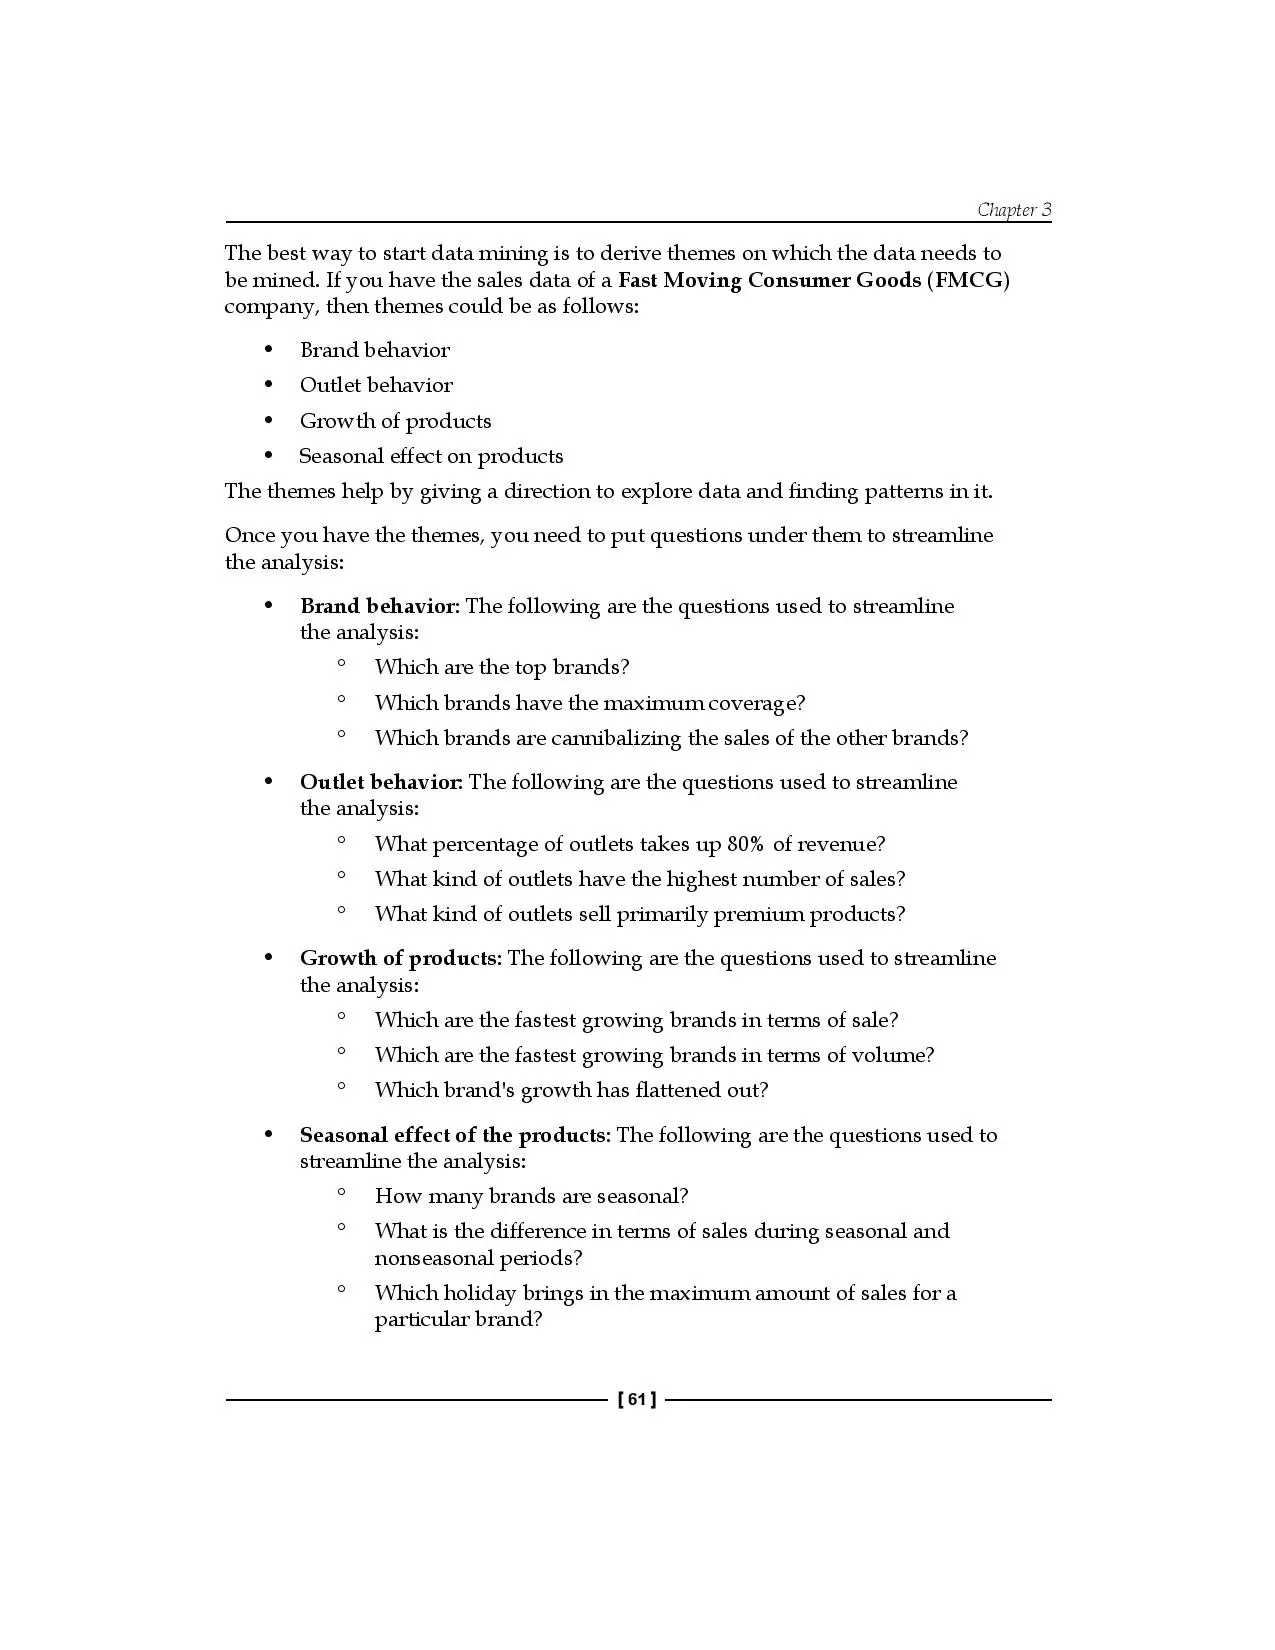 Chapter 3
The best way to start data mining is to derive themes on which the data needs to
be mined. If you have the sales data of a Fast Moving Consumer Goods (FMCG)
company, then themes could be as follows:
• Brand behavior
• Outlet behavior
• Growth of products
• Seasonal effect on products
The themes help by giving a direction to explore data and finding patterns in it.
Once you have the themes, you need to put questions under them to streamline
the analysis:
• Brand behavior: The following are the questions used to streamline
the analysis:
° Which are the top brands?
° Which brands have the maximum coverage?
° Which brands are cannibalizing the sales of the other brands?
• Outlet behavior: The following are the questions used to streamline
the analysis:
° What percentage of outlets takes up 80% of revenue?
° What kind of outlets have the highest number of sales?
° What kind of outlets sell primarily premium products?
• Growth of products: The following are the questions used to streamline
the analysis:
° Which are the fastest growing brands in terms of sale?
° Which are the fastest growing brands in terms of volume?
° Which brand's growth has flattened out?
• Seasonal effect of the products: The following are the questions used to
streamline the analysis:
° How many brands are seasonal?
° What is the difference in terms of sales during seasonal and
nonseasonal periods?
° Which holiday brings in the maximum amount of sales for a
particular brand?
[ 61 ]